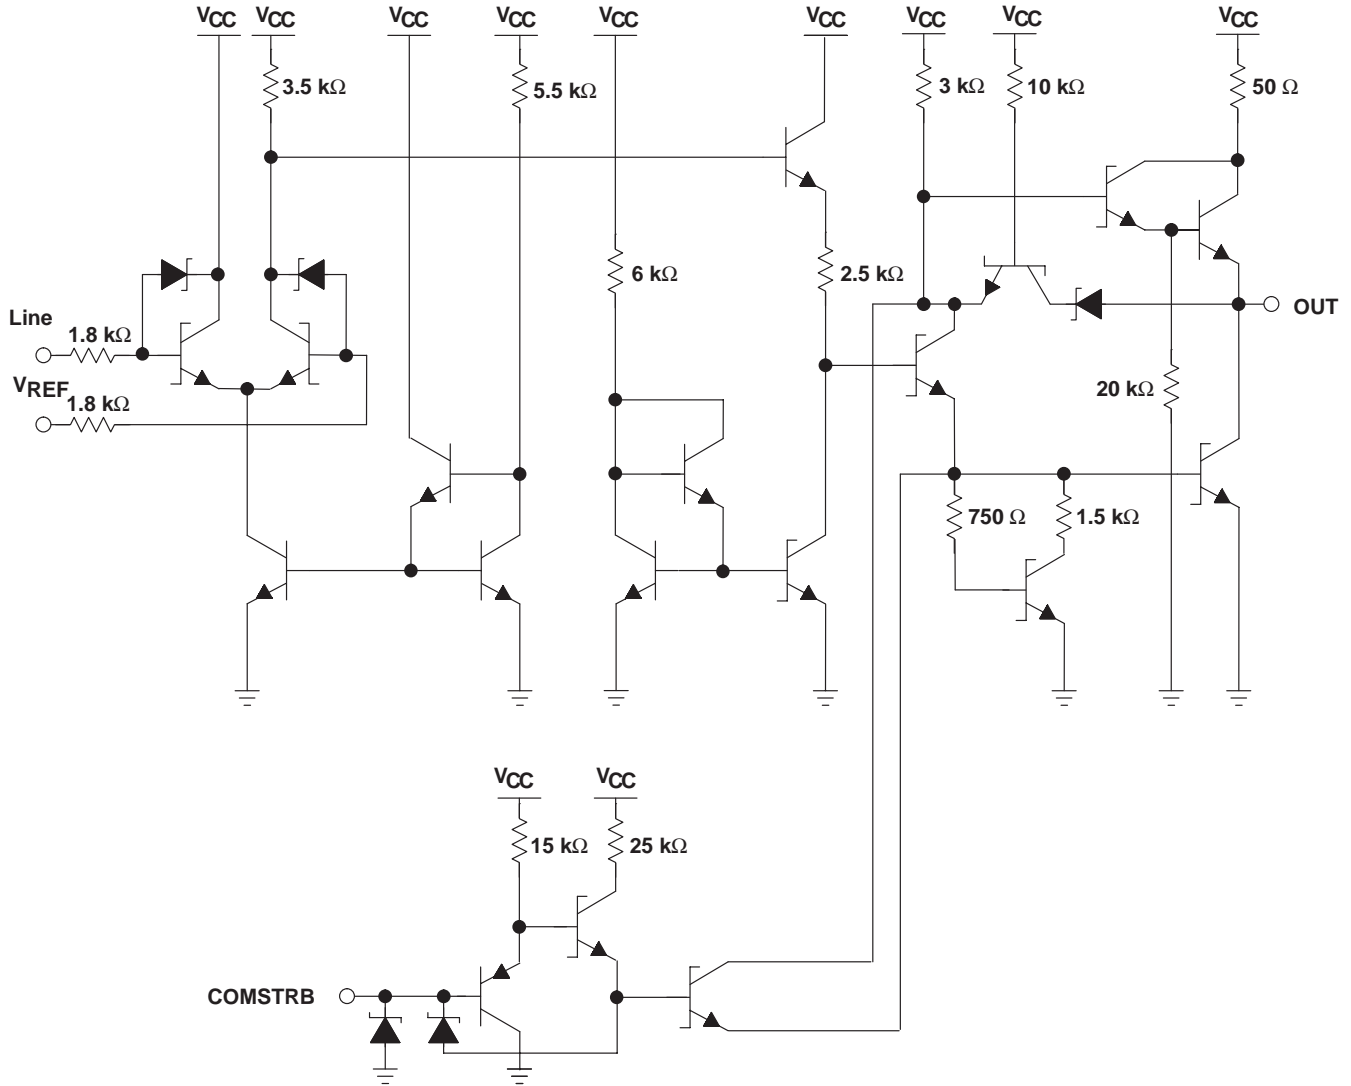 VCC VCC VCC VCC VCC VCC VCC VCC VCC
3.5 kΩ 5.5 kΩ 3 kΩ 10 kΩ 50 Ω
6 kΩ 2.5 kΩ
OUT
Line
1.8 kΩ
VREF
1.8 kΩ
20 kΩ
750 Ω 1.5 kΩ
VCC VCC
15 kΩ 25 kΩ
COMSTRB